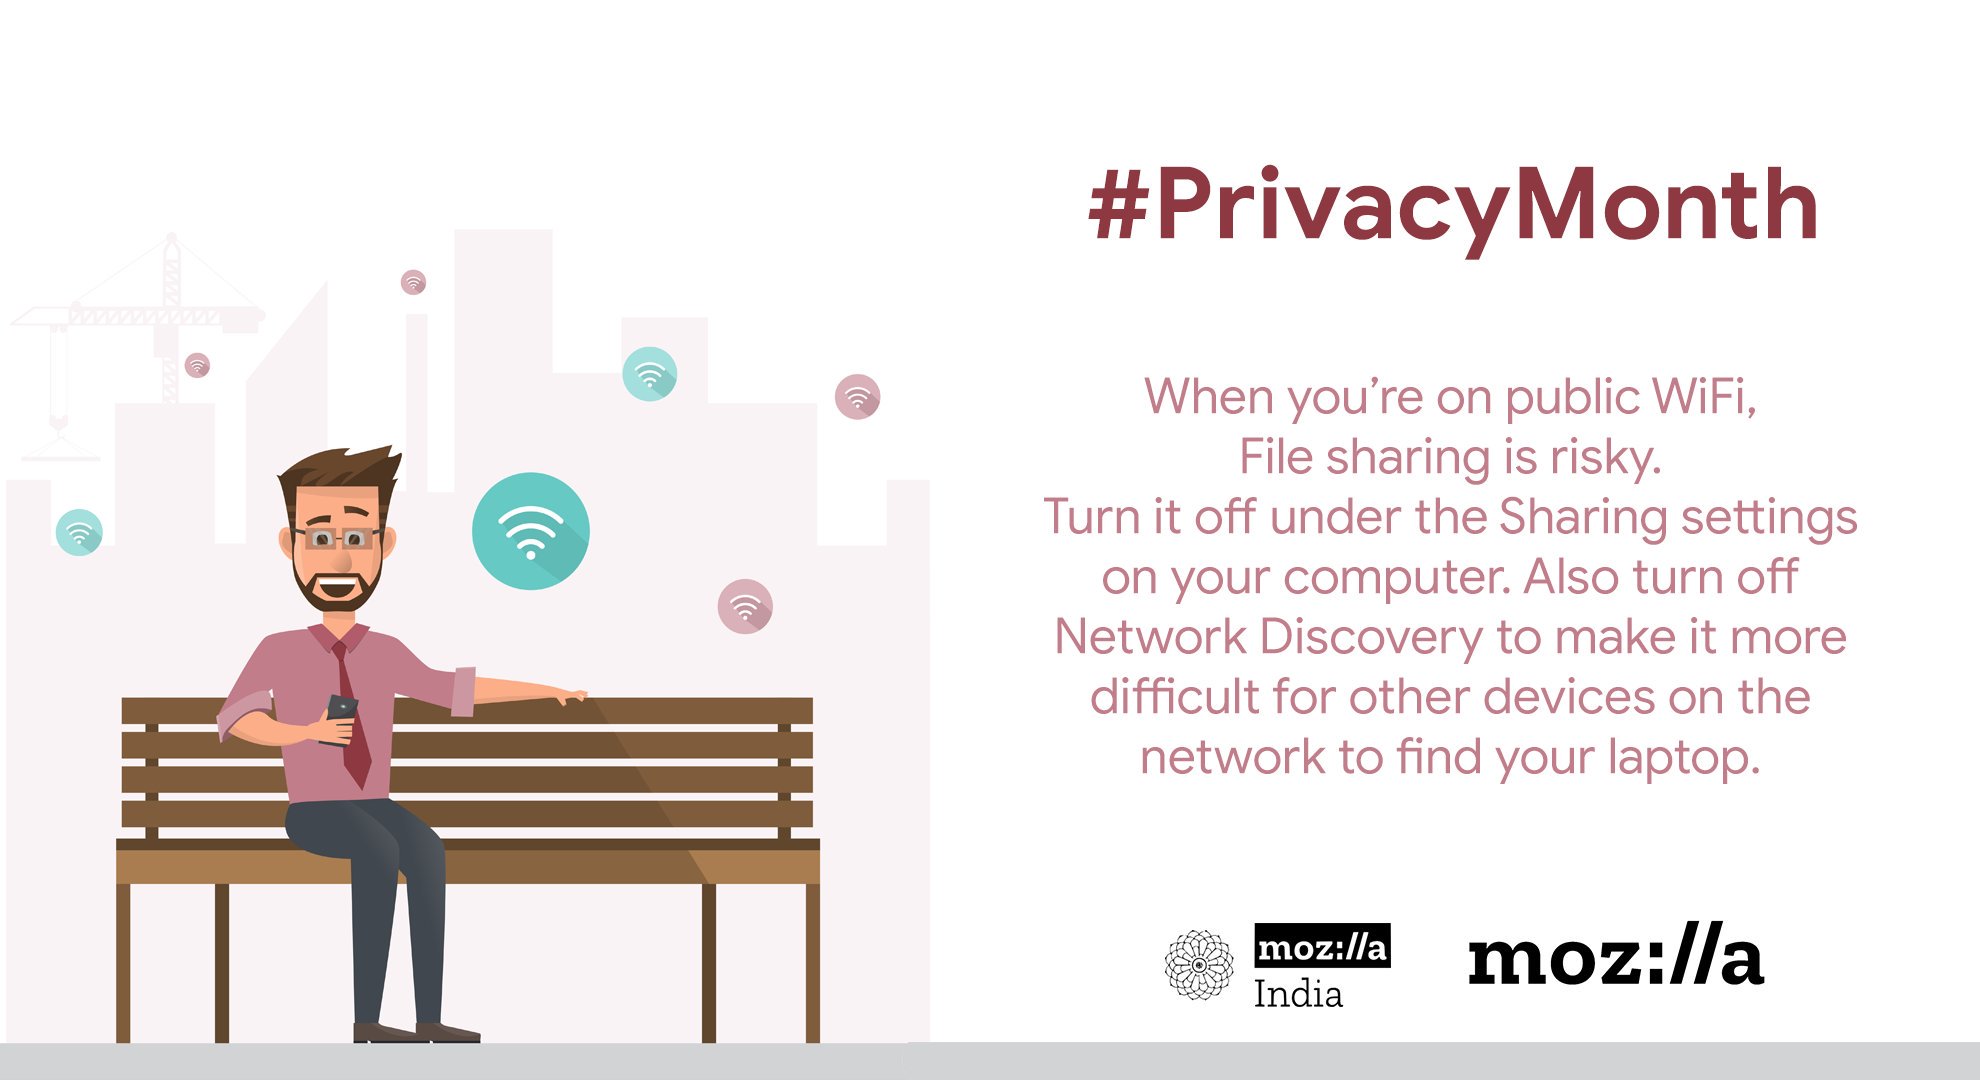 #PrivacyMonth
When you’re on public WiFi,
File sharing is risky.
Turn it off under the Sharing settings
on your computer. Also turn off
Network Discovery to make it more
difficult for other devices on the
network to find your laptop.
moz://a
India
moz://a